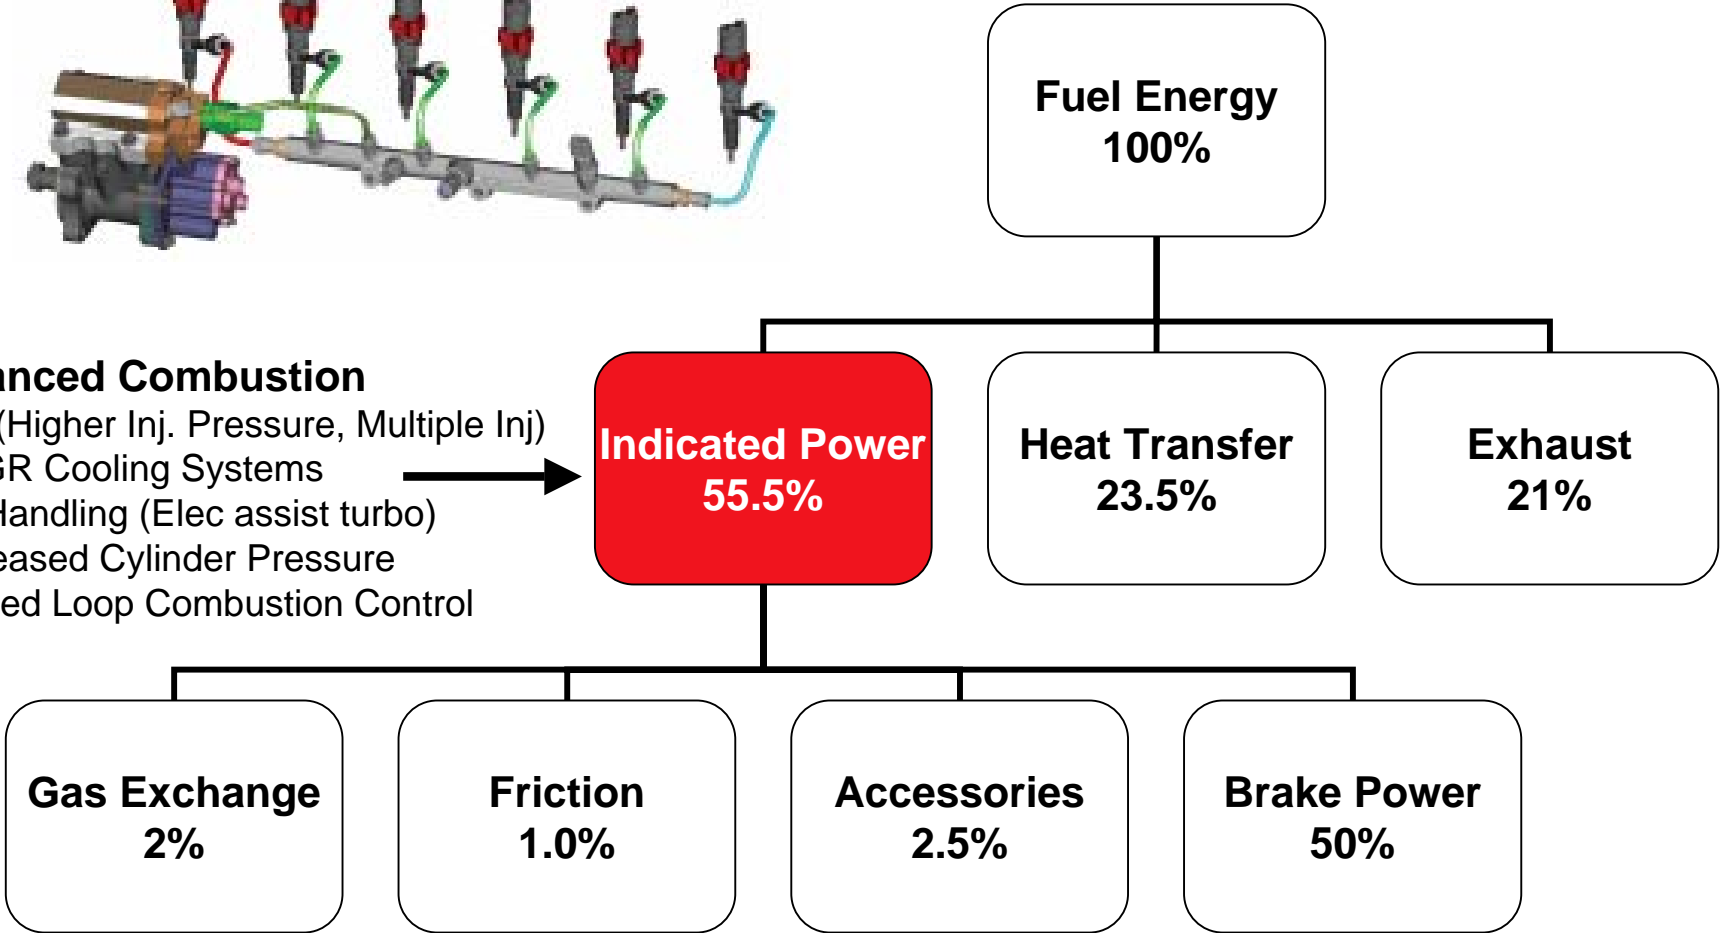 Fuel Energy
100%
anced Combustion
(Higher Inj. Pressure, Multiple Inj)
GR Cooling Systems
Handling (Elec assist turbo)
eased Cylinder Pressure
ed Loop Combustion Control
Indicated Power
55.5%
Heat Transfer
23.5%
Exhaust
21%
Gas Exchange
2%
Friction
1.0%
Accessories
2.5%
Brake Power
50%